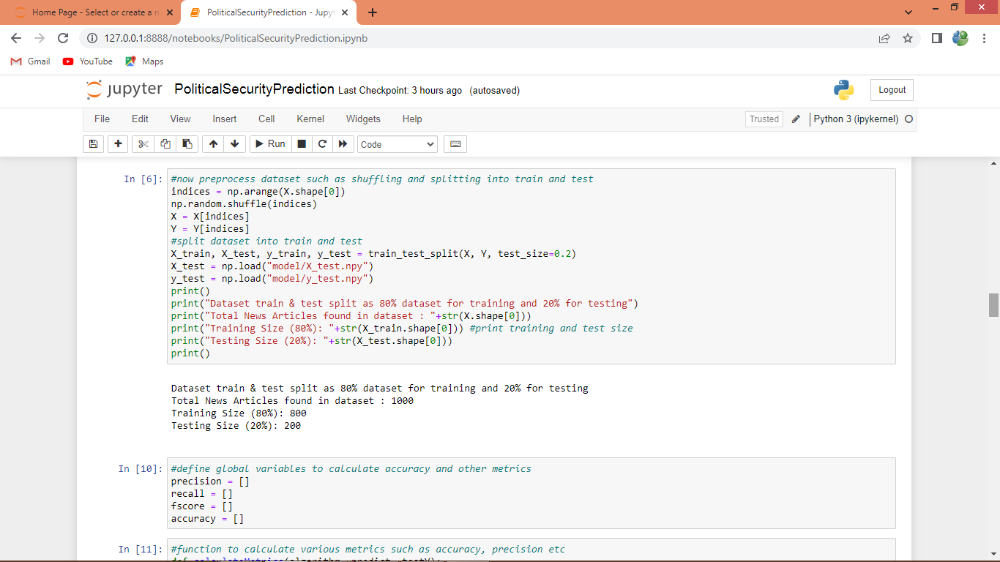 Home Page - Select or create a n
PoliticalSecurityPrediction - Jupyt
127.0.0.1:8888/notebooks/PoliticalSecurityPrediction.ipynb
Gmail YouTube Maps
jupyter PoliticalSecurityPrediction Last Checkpoint: 3 hours ago (autosaved) Logout
File Edit View Insert Cell Kernel Widgets Help Trusted Python 3 (ipykernel)
Run Code
In [6]: #now preprocess dataset such as shuffling and splitting into train and test
indices = np.arange(X.shape[0])
np.random.shuffle(indices)
X = X[indices]
Y = Y[indices]
#split dataset into train and test
X_train, X_test, y_train, y_test = train_test_split(X, Y, test_size=0.2)
X_test = np.load("model/X_test.npy")
y_test = np.load("model/y_test.npy")
print()
print("Dataset train & test split as 80% dataset for training and 20% for testing")
print("Total News Articles found in dataset : "+str(X.shape[0]))
print("Training Size (80%): "+str(X_train.shape[0])) #print training and test size
print("Testing Size (20%): "+str(X_test.shape[0]))
print()
Dataset train & test split as 80% dataset for training and 20% for testing
Total News Articles found in dataset : 1000
Training Size (80%): 800
Testing Size (20%): 200
In [10]: #define global variables to calculate accuracy and other metrics
precision = []
recall = []
fscore = []
accuracy = []
In [11]: #function to calculate various metrics such as accuracy, precision etc